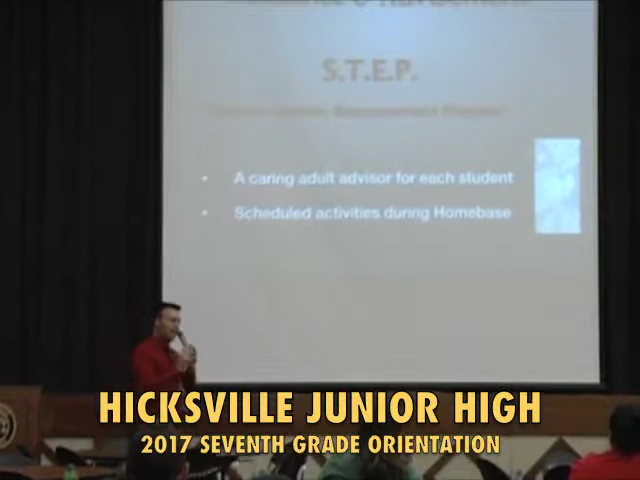 S.T.E.P.
• A caring adult advisor for each student
• Scheduled activities during Homebase
HICKSVILLE JUNIOR HIGH
2017 SEVENTH GRADE ORIENTATION